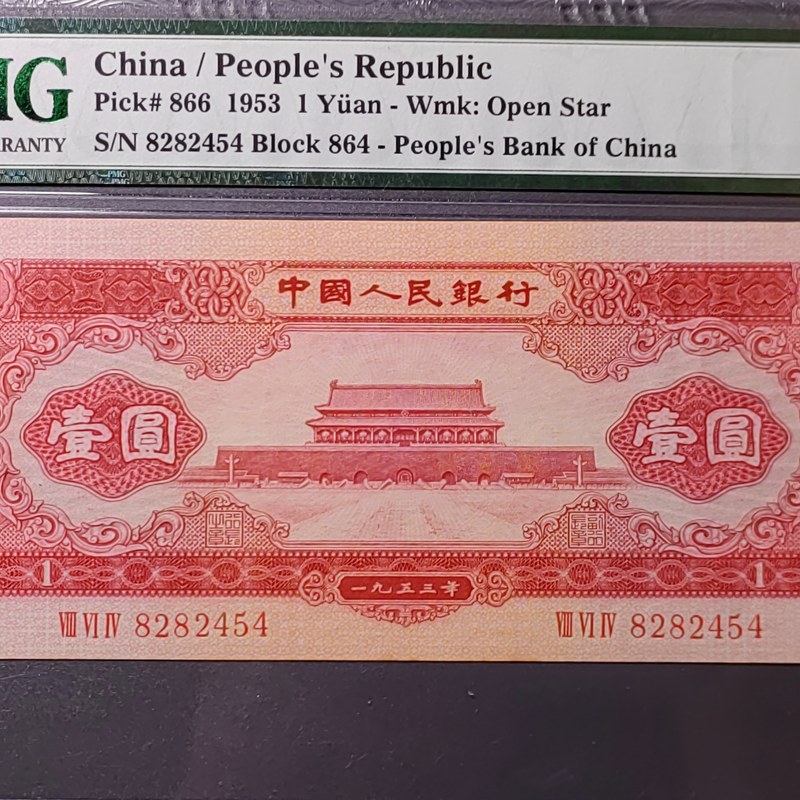 MG
China / People's Republic
Pick# 866 1953 1 Yüan - Wmk: Open Star
RANTY
S/N 8282454 Block 864 - People's Bank of China
PMG
PMG
中國人民銀行
壹圓
壹圓
1
一九五三年
1
VIII VI IV 8282454
VIII VI IV 8282454